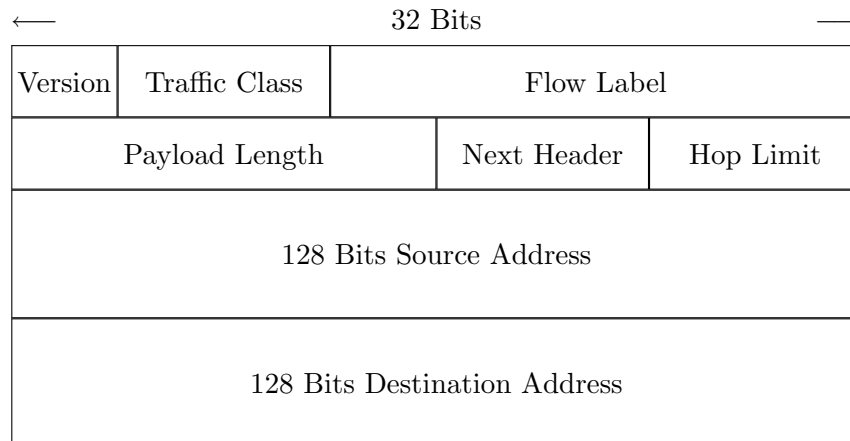 32 Bits
Version Traffic Class Flow Label
Payload Length Next Header Hop Limit
128 Bits Source Address
128 Bits Destination Address